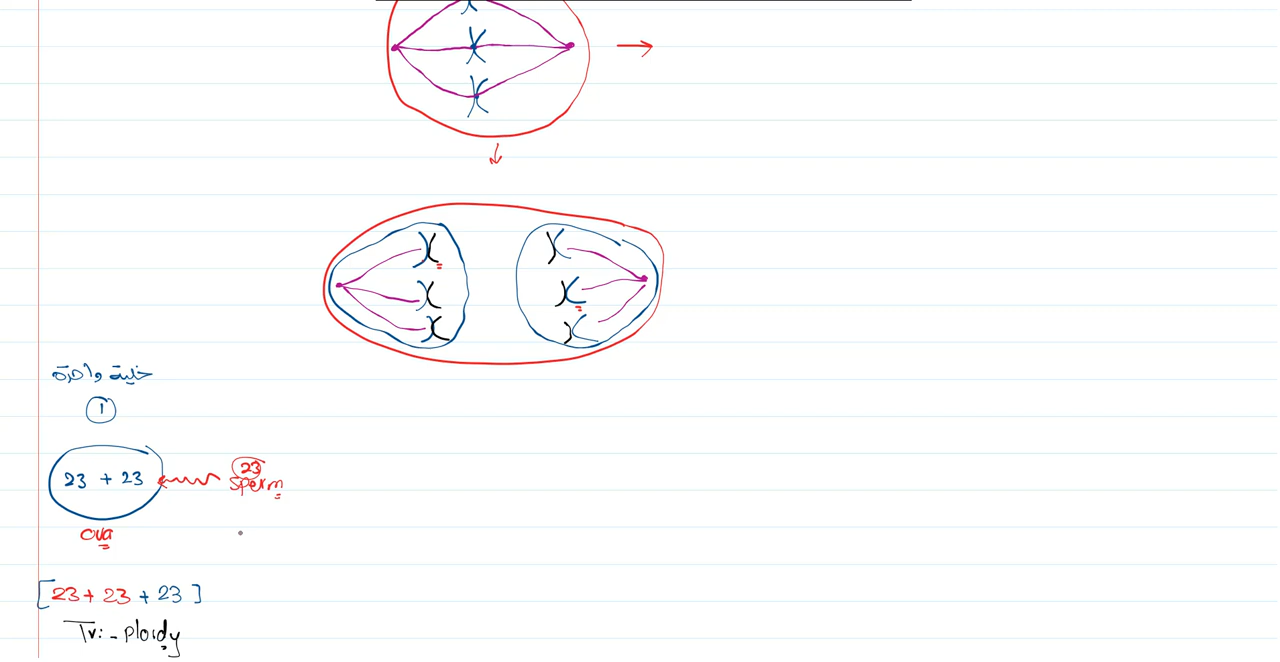 خلية واحدة
1
23 + 23
23
Sperm
Ova
[23 + 23 + 23]
Tri-ploidy